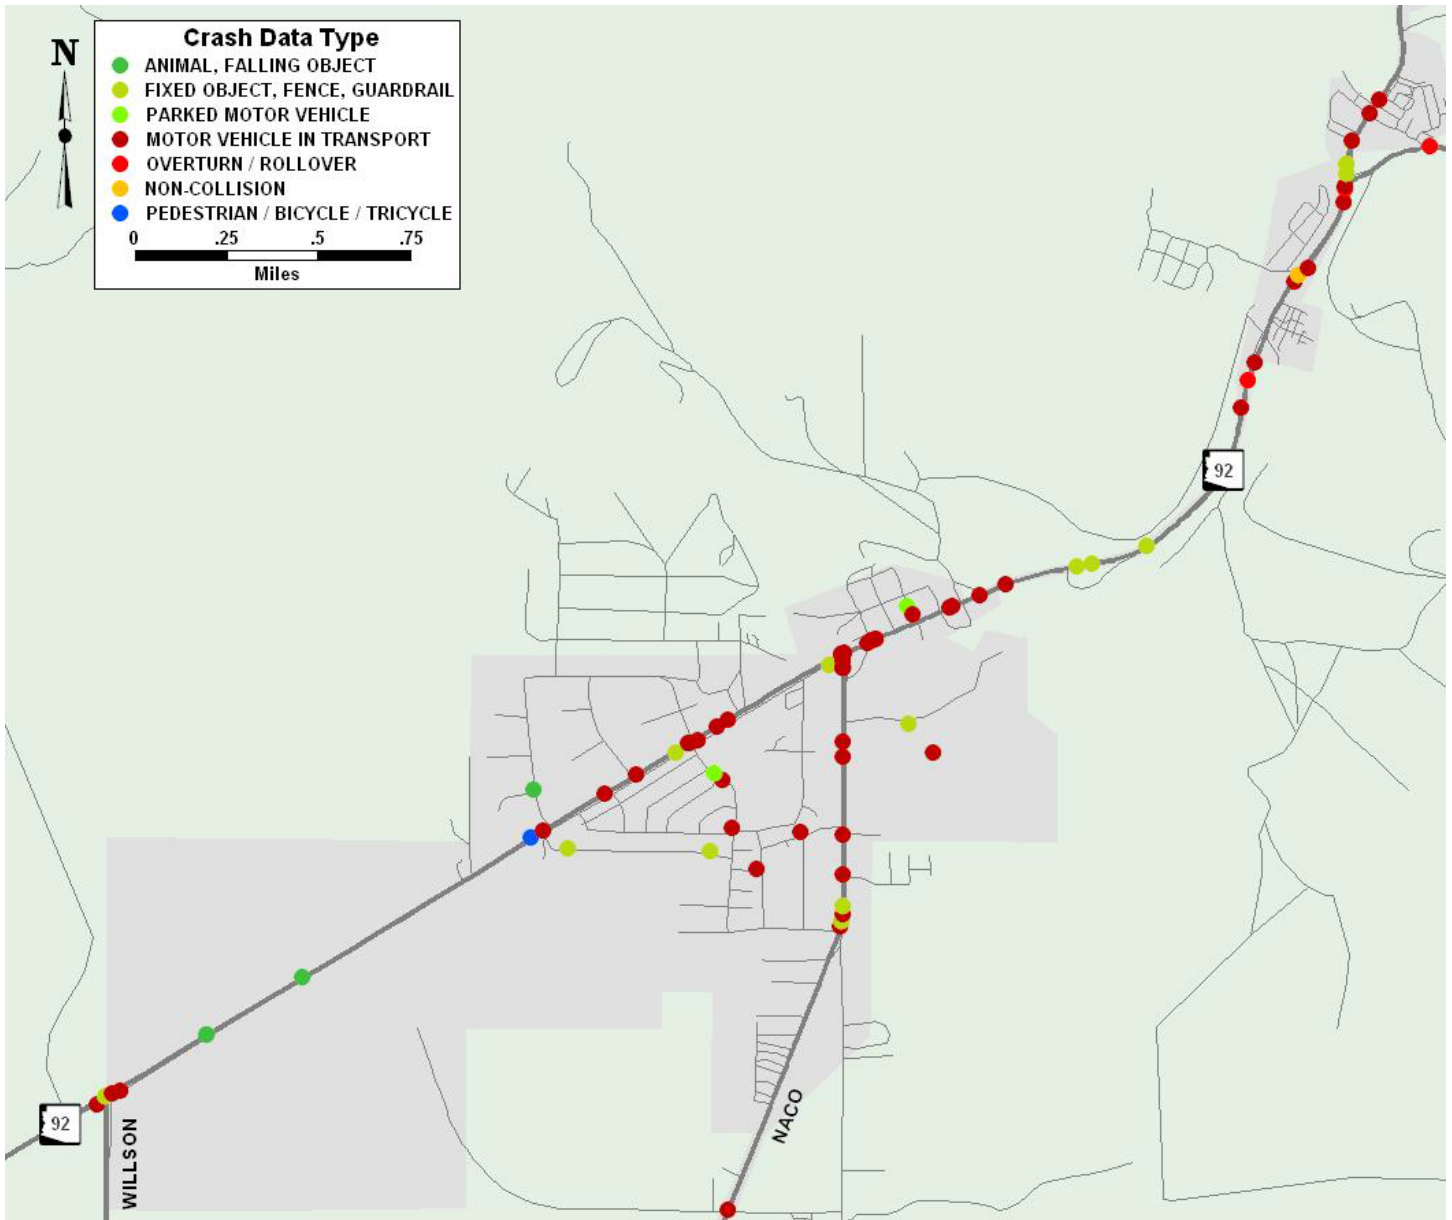 N
Crash Data Type
ANIMAL, FALLING OBJECT
FIXED OBJECT, FENCE, GUARDRAIL
PARKED MOTOR VEHICLE
MOTOR VEHICLE IN TRANSPORT
OVERTURN / ROLLOVER
NON-COLLISION
PEDESTRIAN / BICYCLE / TRICYCLE
0 .25 .5 .75
Miles
92
92
WILLSON
NACO